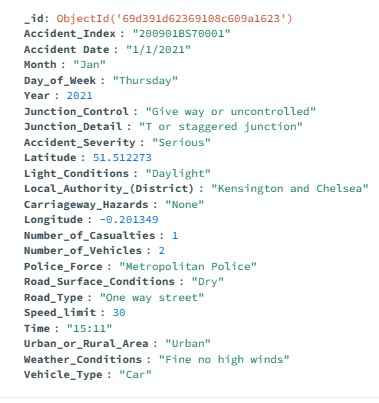 _id: ObjectId('69d391d62369108c609a1623')
Accident_Index : "200901BS70001"
Accident Date : "1/1/2021"
Month : "Jan"
Day_of_Week : "Thursday"
Year : 2021
Junction_Control : "Give way or uncontrolled"
Junction_Detail : "T or staggered junction"
Accident_Severity : "Serious"
Latitude : 51.512273
Light_Conditions : "Daylight"
Local_Authority_(District) : "Kensington and Chelsea"
Carriageway_Hazards : "None"
Longitude : -0.201349
Number_of_Casualties : 1
Number_of_Vehicles : 2
Police_Force : "Metropolitan Police"
Road_Surface_Conditions : "Dry"
Road_Type : "One way street"
Speed_limit : 30
Time : "15:11"
Urban_or_Rural_Area : "Urban"
Weather_Conditions : "Fine no high winds"
Vehicle_Type : "Car"